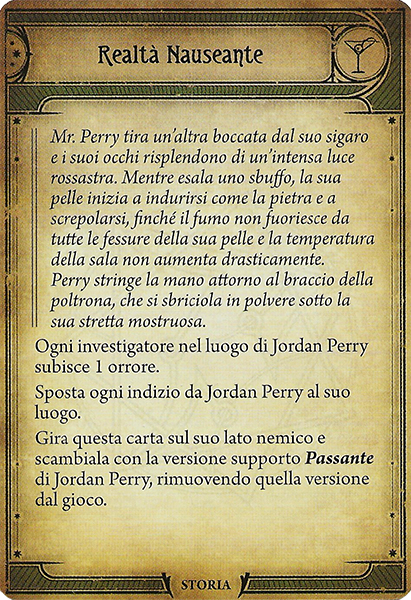 Realtà Nauseante
Mr. Perry tira un'altra boccata dal suo sigaro
e i suoi occhi risplendono di un'intensa luce
rossastra. Mentre esala uno sbuffo, la sua
pelle inizia a indurirsi come la pietra e a
screpolarsi, finché il fumo non fuoriesce da
tutte le fessure della sua pelle e la temperatura
della sala non aumenta drasticamente.
Perry stringe la mano attorno al braccio della
poltrona, che si sbriciola in polvere sotto la
sua stretta mostruosa.
Ogni investigatore nel luogo di Jordan Perry
subisce 1 orrore.
Sposta ogni indizio da Jordan Perry al suo
luogo.
Gira questa carta sul suo lato nemico e
scambiala con la versione supporto Passante
di Jordan Perry, rimuovendo quella versione
dal gioco.
STORIA